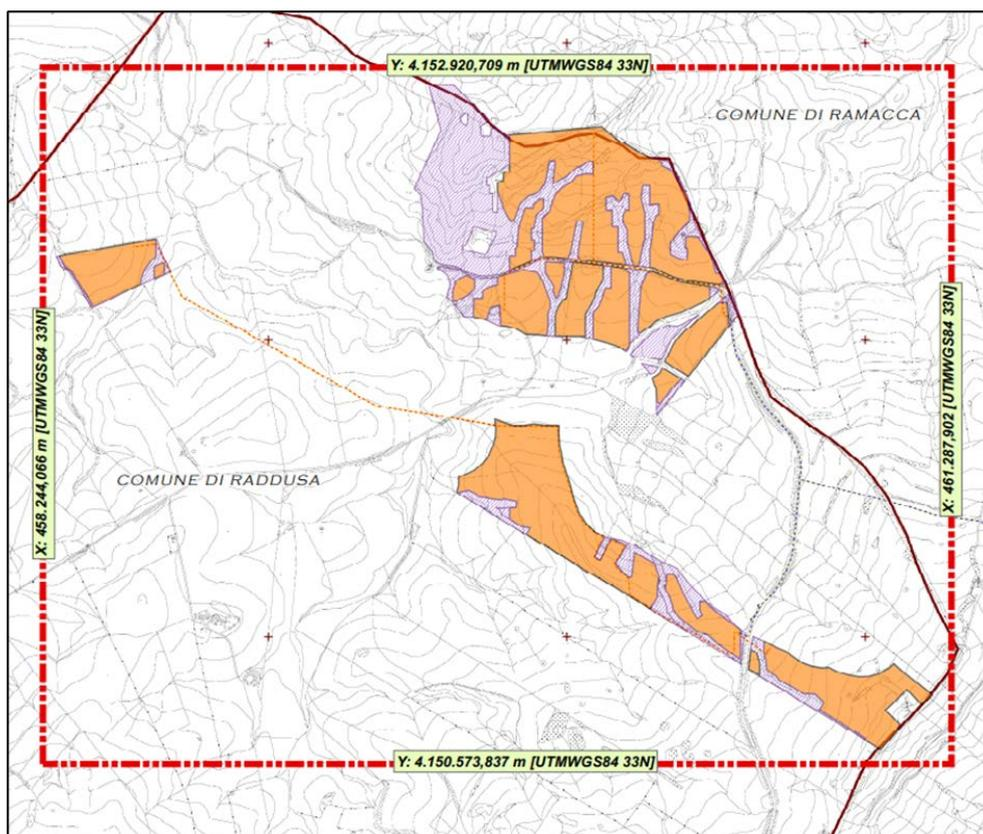 Y: 4.152.920,709 m [UTMWGS84 33N]
COMUNE DI RAMACCA
X: 458.244,066 m [UTMWGS84 33N]
X: 461.287,902 [UTMWGS84 33N]
COMUNE DI RADDUSA
Y: 4.150.573,837 m [UTMWGS84 33N]